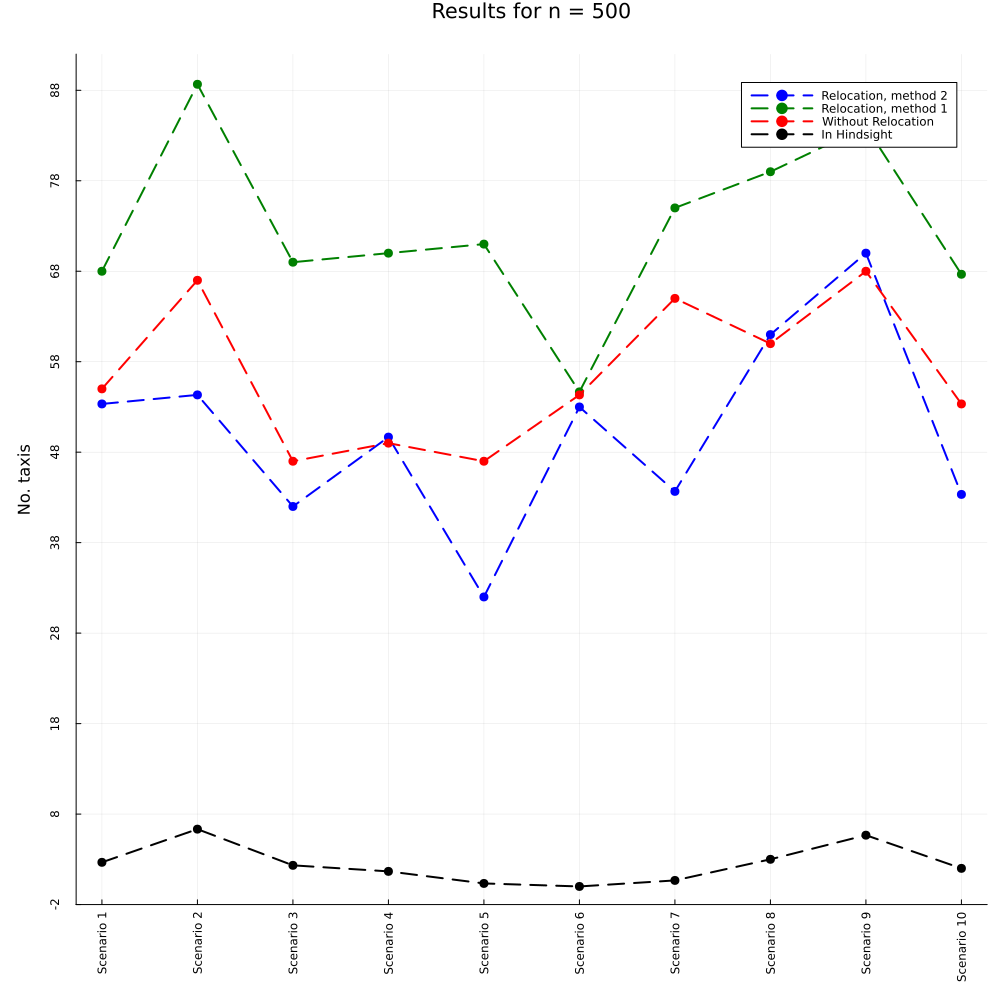 Results for n = 500
Relocation, method 2
Relocation, method 1
Without Relocation
In Hindsight
No. taxis
88
78
68
58
48
38
28
18
8
-2
Scenario 1
Scenario 2
Scenario 3
Scenario 4
Scenario 5
Scenario 6
Scenario 7
Scenario 8
Scenario 9
Scenario 10